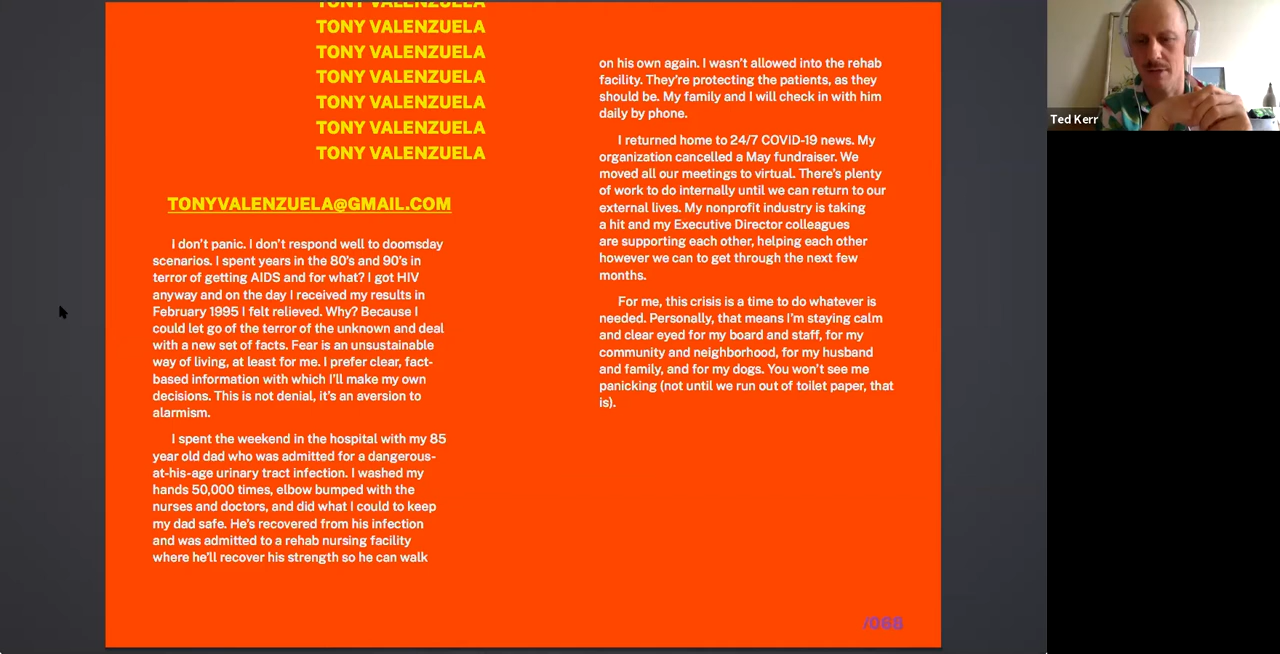 TONY VALENZUELA
TONY VALENZUELA
TONY VALENZUELA
TONY VALENZUELA
TONY VALENZUELA
TONY VALENZUELA
TONY VALENZUELA
TONYVALENZUELA@GMAIL.COM
I don't panic. I don't respond well to doomsday
scenarios. I spent years in the 80's and 90's in
terror of getting AIDS and for what? I got HIV
anyway and on the day I received my results in
February 1995 I felt relieved. Why? Because I
could let go of the terror of the unknown and deal
with a new set of facts. Fear is an unsustainable
way of living, at least for me. I prefer clear, fact-
based information with which I'll make my own
decisions. This is not denial, it's an aversion to
alarmism.
I spent the weekend in the hospital with my 85
year old dad who was admitted for a dangerous-
at-his-age urinary tract infection. I washed my
hands 50,000 times, elbow bumped with the
nurses and doctors, and did what I could to keep
my dad safe. He's recovered from his infection
and was admitted to a rehab nursing facility
where he'll recover his strength so he can walk
on his own again. I wasn't allowed into the rehab
facility. They're protecting the patients, as they
should be. My family and I will check in with him
daily by phone.
I returned home to 24/7 COVID-19 news. My
organization cancelled a May fundraiser. We
moved all our meetings to virtual. There's plenty
of work to do internally until we can return to our
external lives. My nonprofit industry is taking
a hit and my Executive Director colleagues
are supporting each other, helping each other
however we can to get through the next few
months.
For me, this crisis is a time to do whatever is
needed. Personally, that means I'm staying calm
and clear eyed for my board and staff, for my
community and neighborhood, for my husband
and family, and for my dogs. You won't see me
panicking (not until we run out of toilet paper, that
is).
/068
Ted Kerr